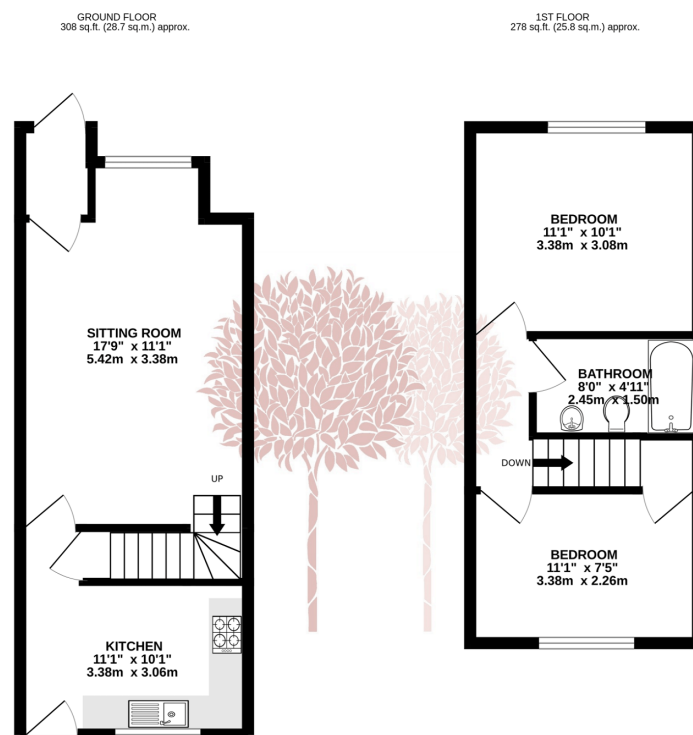 GROUND FLOOR
308 sq.ft. (28.7 sq.m.) approx.
SITTING ROOM
17'9" x 11'1"
5.42m x 3.38m
UP
KITCHEN
11'1" x 10'1"
3.38m x 3.06m
1ST FLOOR
278 sq.ft. (25.8 sq.m.) approx.
BEDROOM
11'1" x 10'1"
3.38m x 3.08m
BATHROOM
8'0" x 4'11"
2.45m x 1.50m
DOWN
BEDROOM
11'1" x 7'5"
3.38m x 2.26m